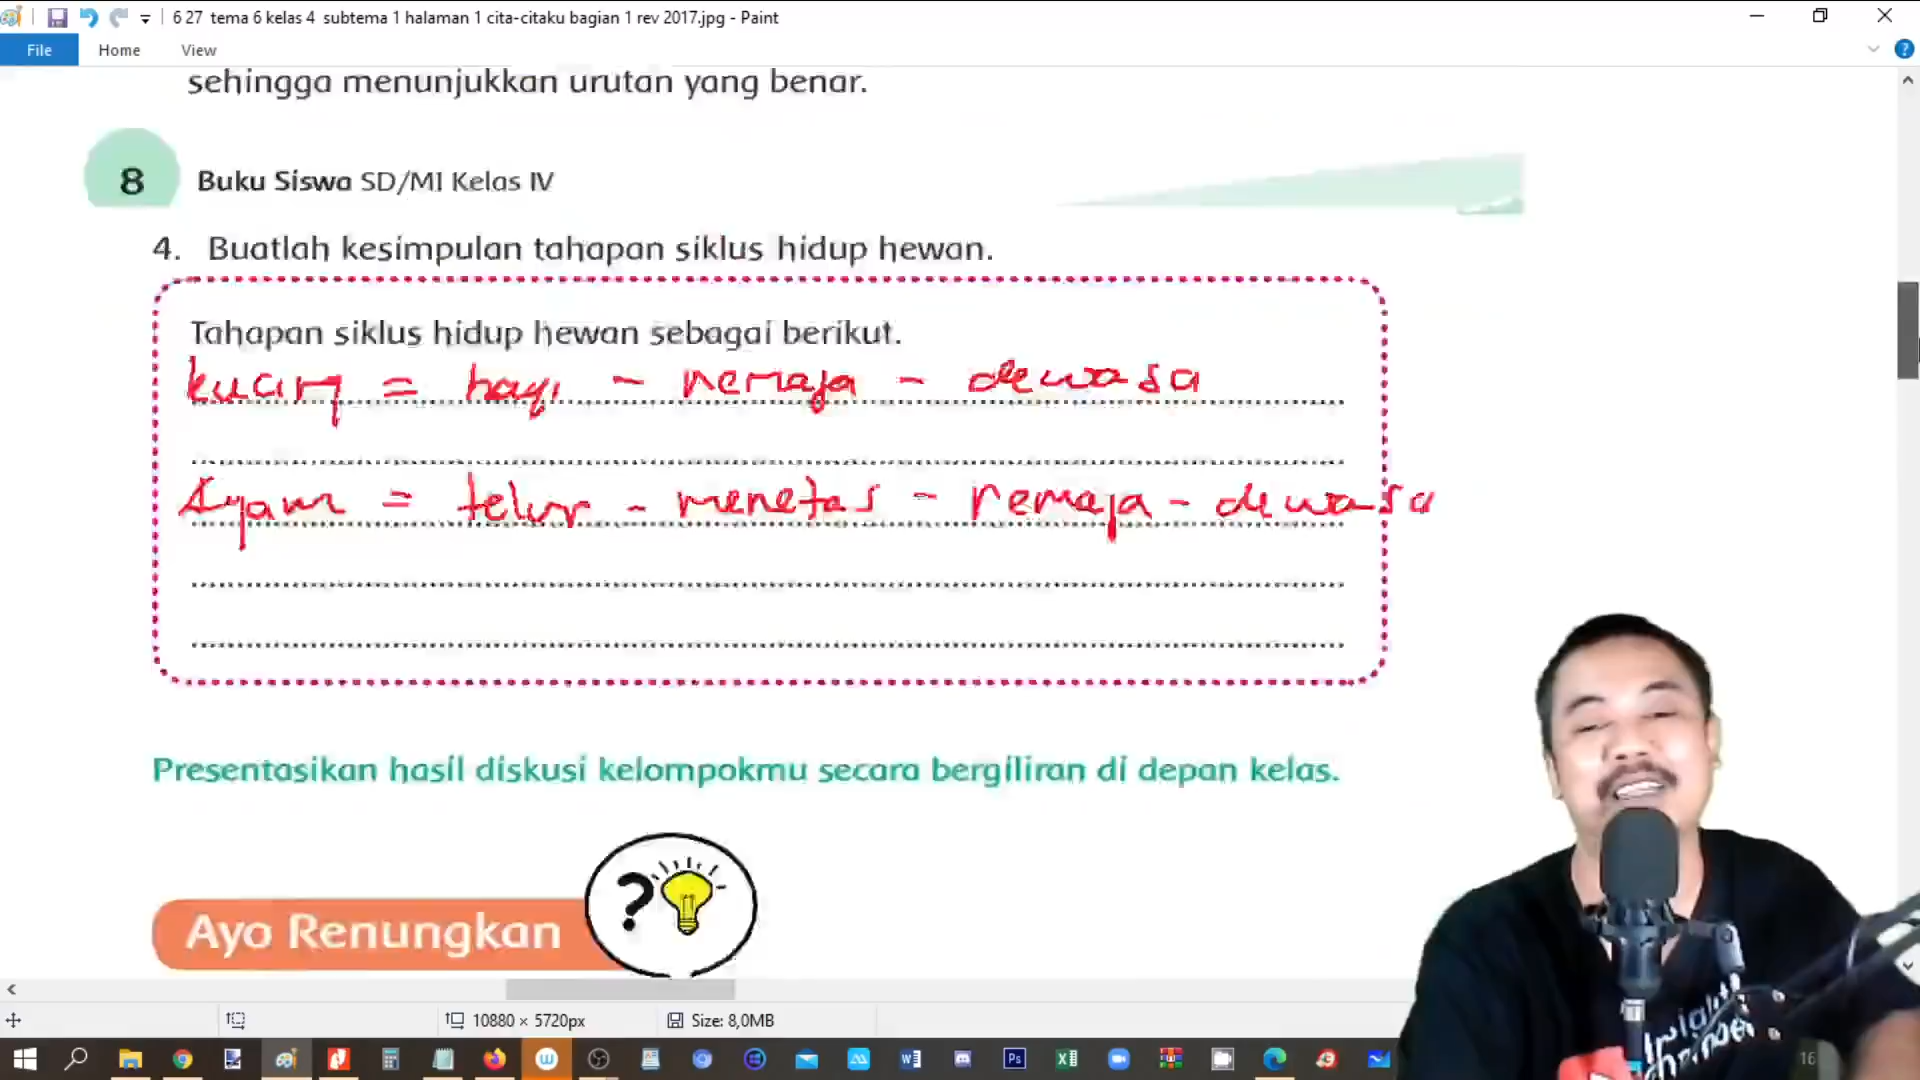 6 27 tema 6 kelas 4 subtema 1 halaman 1 cita-citaku bagian 1 rev 2017.jpg - Paint
File Home View
sehingga menunjukkan urutan yang benar.
8 Buku Siswa SD/MI Kelas IV
4. Buatlah kesimpulan tahapan siklus hidup hewan.
Tahapan siklus hidup hewan sebagai berikut.
kucing = bayi - remaja - dewasa
Ayam = telur - menetas - remaja - dewasa
Presentasikan hasil diskusi kelompokmu secara bergiliran di depan kelas.
?
Ayo Renungkan
10880 × 5720px Size: 8,0MB
16